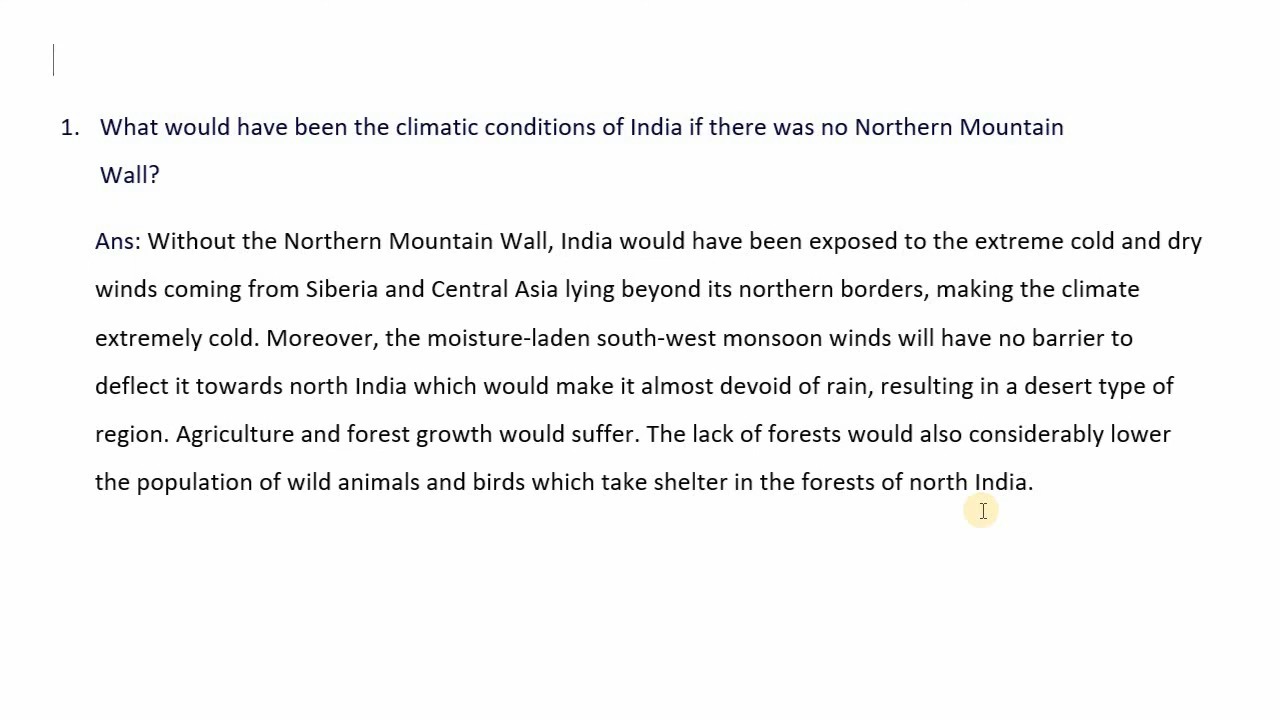 1. What would have been the climatic conditions of India if there was no Northern Mountain
Wall?
Ans: Without the Northern Mountain Wall, India would have been exposed to the extreme cold and dry
winds coming from Siberia and Central Asia lying beyond its northern borders, making the climate
extremely cold. Moreover, the moisture-laden south-west monsoon winds will have no barrier to
deflect it towards north India which would make it almost devoid of rain, resulting in a desert type of
region. Agriculture and forest growth would suffer. The lack of forests would also considerably lower
the population of wild animals and birds which take shelter in the forests of north India.